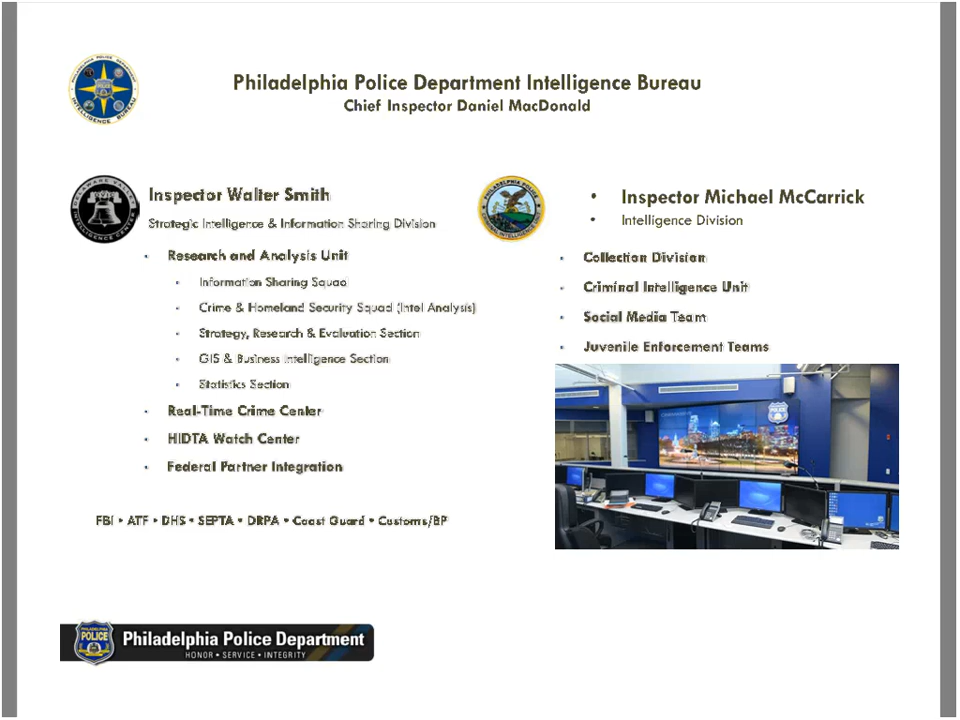 Philadelphia Police Department Intelligence Bureau
Chief Inspector Daniel MacDonald
Inspector Walter Smith
Strategic Intelligence & Information Sharing Division
• Research and Analysis Unit
• Information Sharing Squad
• Crime & Homeland Security Squad (Intel Analysis)
• Strategy, Research & Evaluation Section
• GIS & Business Intelligence Section
• Statistics Section
• Real-Time Crime Center
• HIDTA Watch Center
• Federal Partner Integration
FBI • ATF • DHS • SEPTA • DRPA • Coast Guard • Customs/BP
• Inspector Michael McCarrick
• Intelligence Division
• Collection Division
• Criminal Intelligence Unit
• Social Media Team
• Juvenile Enforcement Teams
POLICE
Philadelphia Police Department
HONOR • SERVICE • INTEGRITY